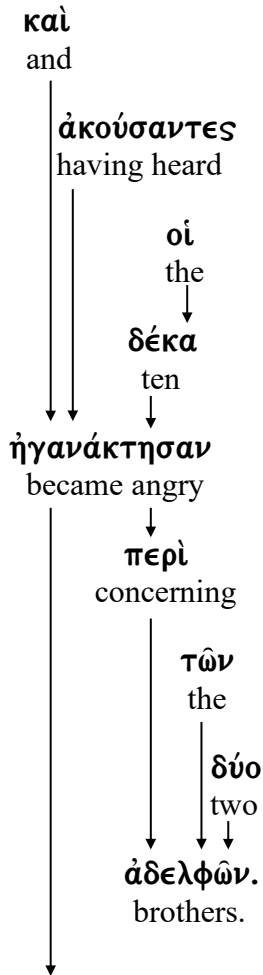 καὶ
and
ἀκούσαντες
having heard
οἱ
the
δέκα
ten
ἠγανάκτησαν
became angry
περὶ
concerning
τῶν
the
δύο
two
ἀδελφῶν.
brothers.